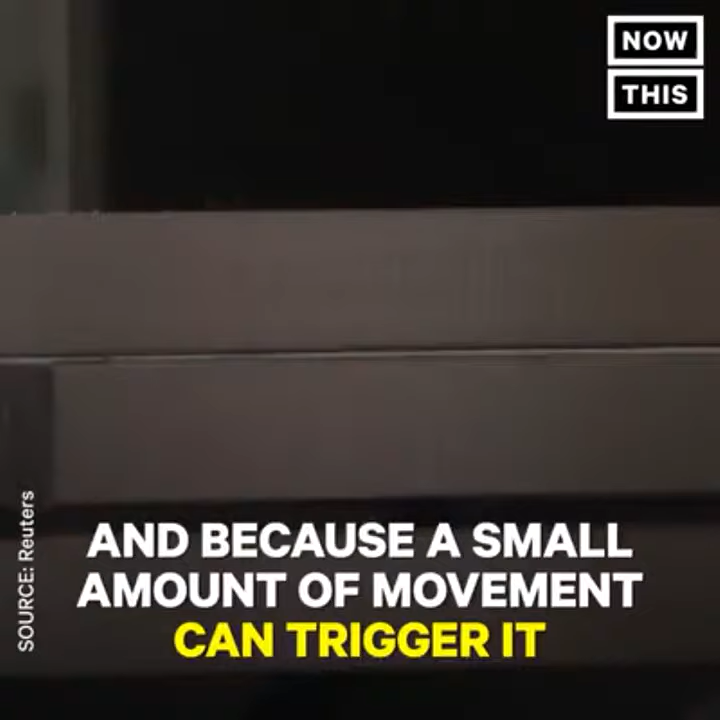 NOW
THIS
AND BECAUSE A SMALL
AMOUNT OF MOVEMENT
CAN TRIGGER IT
SOURCE: Reuters